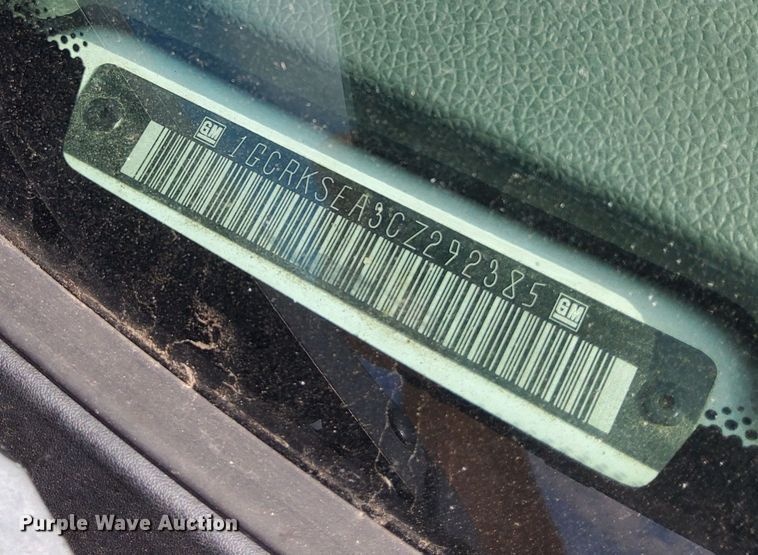 GM 1GCRKSEA3CZ292385 GM
Purple Wave Auction